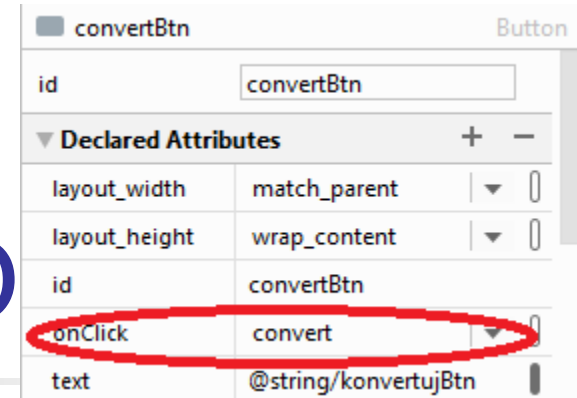 convertBtn Button
id convertBtn
Declared Attributes + −
layout_width match_parent
layout_height wrap_content
id convertBtn
onClick convert
text @string/konvertujBtn